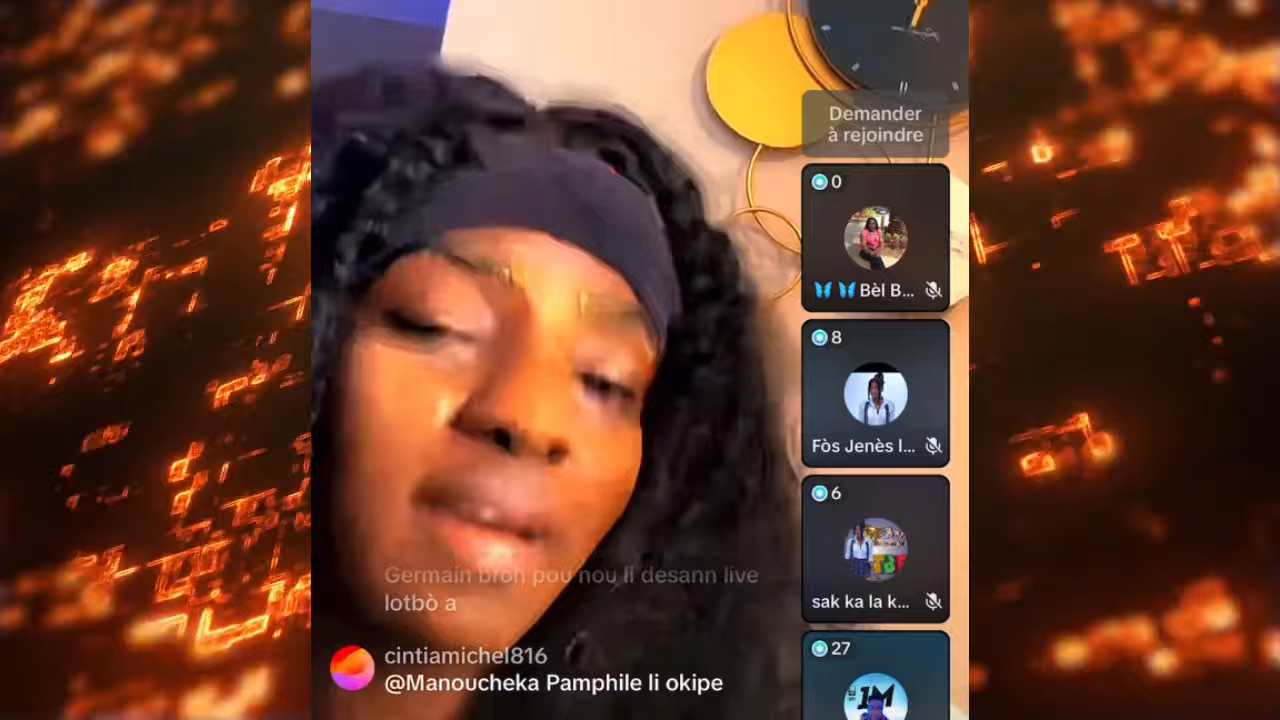 Demander
à rejoindre
0
Bèl B...
8
Fòs Jenès l...
6
sak ka la k...
27
1M
Germain broh pou nou li desann live
lotbò a
cintiamichel816
@Manoucheka Pamphile li okipe